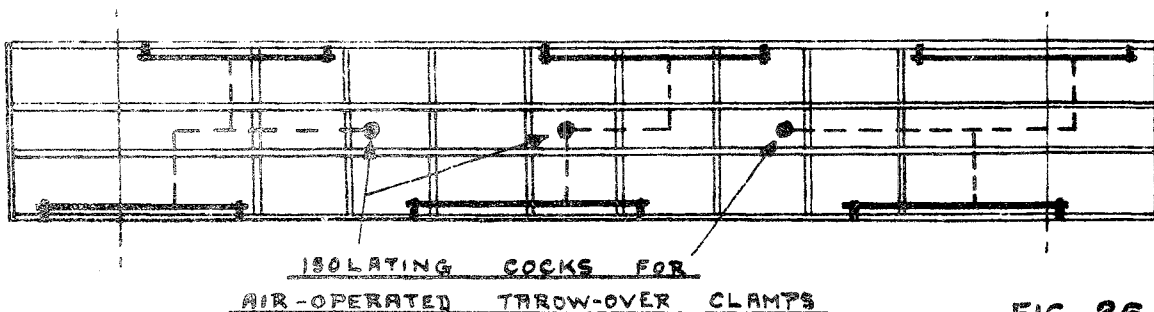 ISOLATING COCKS FOR
AIR-OPERATED THROW-OVER CLAMPS
FIG. 26